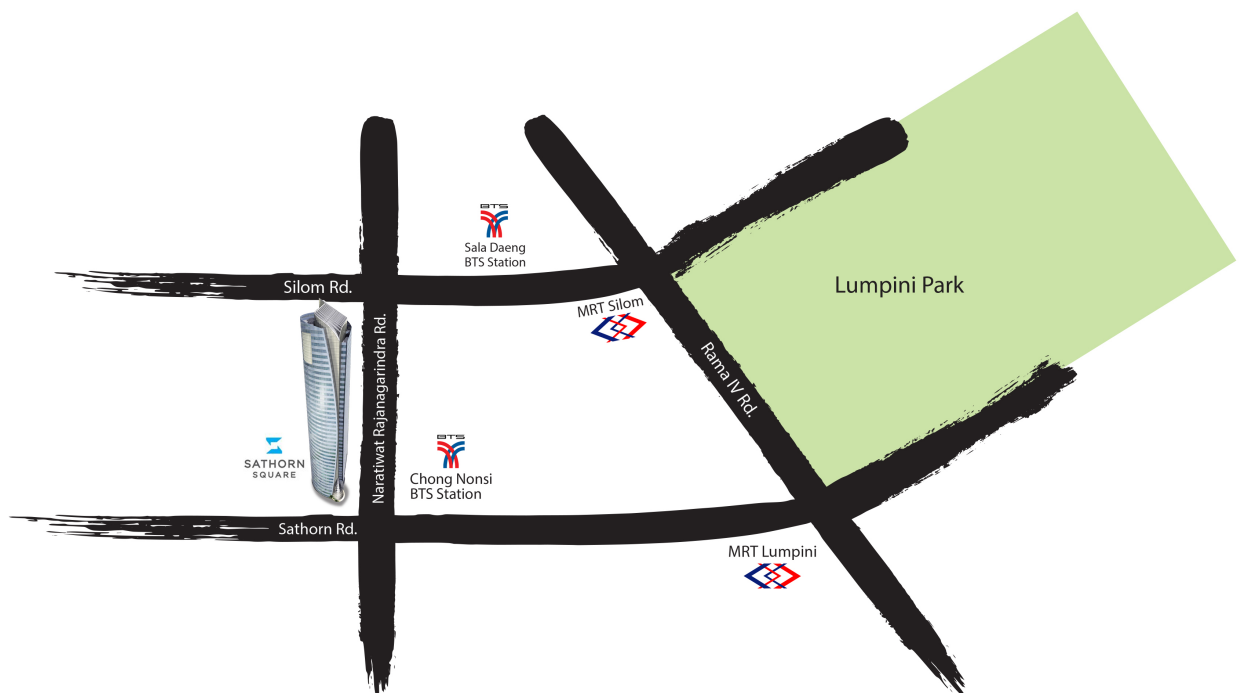 BTS
Sala Daeng
BTS Station
Silom Rd.
MRT Silom
Lumpini Park
Naratiwat Rajanagarindra Rd.
Rama IV Rd.
SATHORN
SQUARE
BTS
Chong Nonsi
BTS Station
Sathorn Rd.
MRT Lumpini